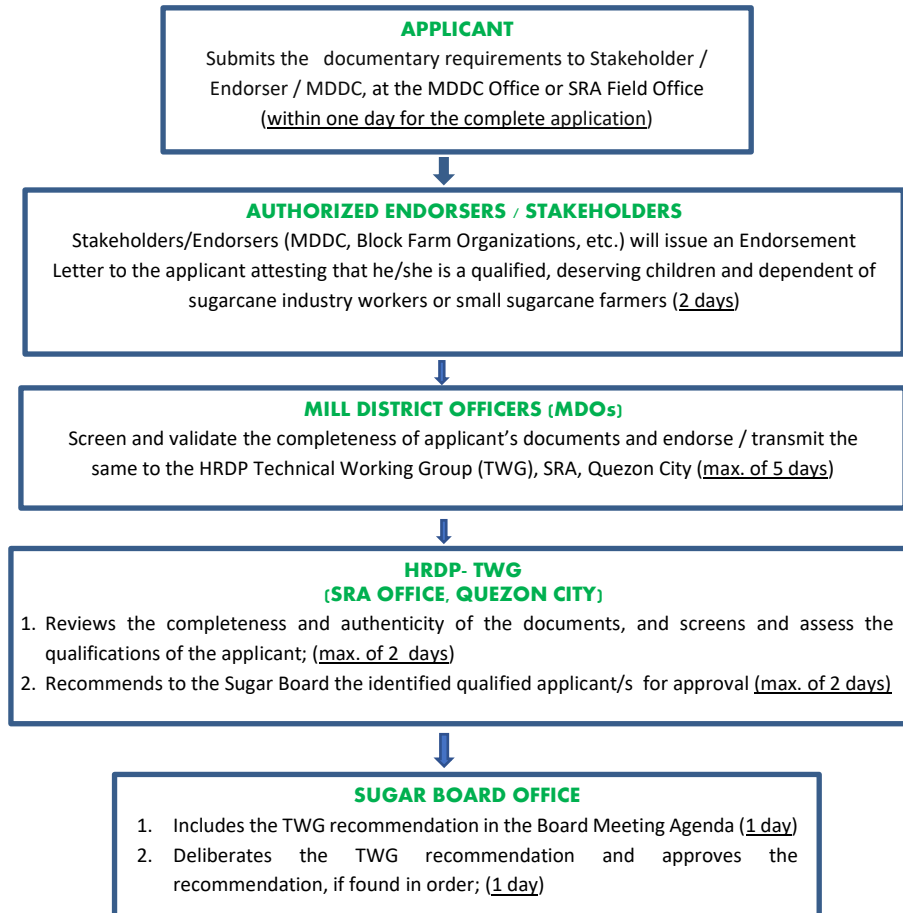 APPLICANT
Submits the documentary requirements to Stakeholder /
Endorser / MDDC, at the MDDC Office or SRA Field Office
(within one day for the complete application)
AUTHORIZED ENDORSERS / STAKEHOLDERS
Stakeholders/Endorsers (MDDC, Block Farm Organizations, etc.) will issue an Endorsement
Letter to the applicant attesting that he/she is a qualified, deserving children and dependent of
sugarcane industry workers or small sugarcane farmers (2 days)
MILL DISTRICT OFFICERS (MDOs)
Screen and validate the completeness of applicant’s documents and endorse / transmit the
same to the HRDP Technical Working Group (TWG), SRA, Quezon City (max. of 5 days)
HRDP- TWG
(SRA OFFICE, QUEZON CITY)
1. Reviews the completeness and authenticity of the documents, and screens and assess the
qualifications of the applicant; (max. of 2 days)
2. Recommends to the Sugar Board the identified qualified applicant/s for approval (max. of 2 days)
SUGAR BOARD OFFICE
1. Includes the TWG recommendation in the Board Meeting Agenda (1 day)
2. Deliberates the TWG recommendation and approves the
recommendation, if found in order; (1 day)